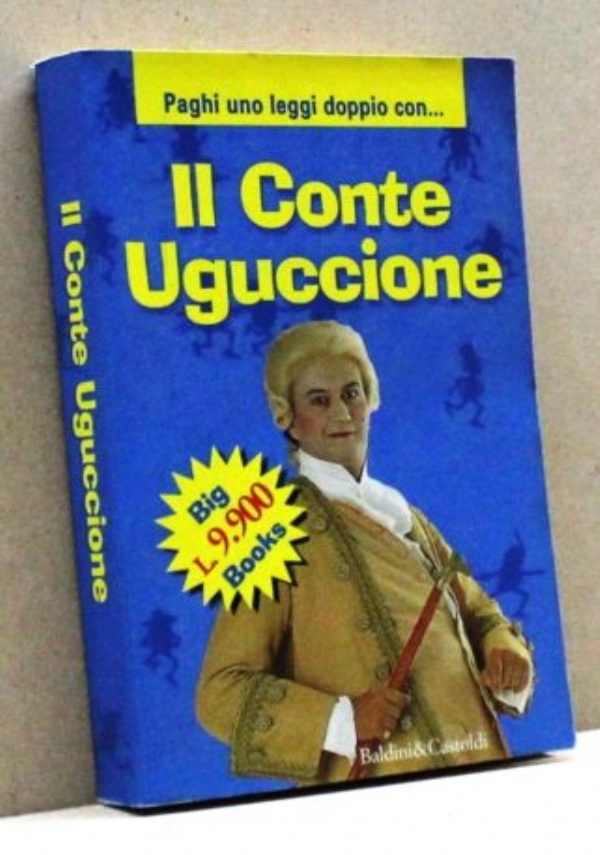 Paghi uno leggi doppio con...
Il Conte
Uguccione
Il Conte Uguccione
Big
L. 9.900
Books
Baldini&Castoldi